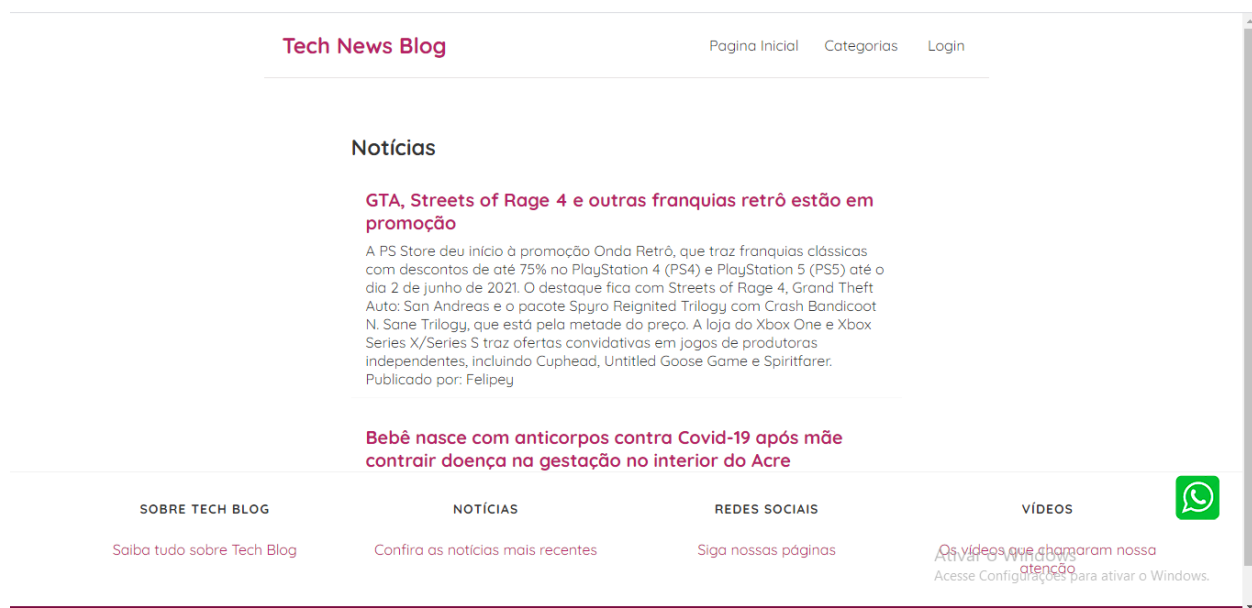 Tech News Blog
Pagina Inicial Categorias Login
Notícias
GTA, Streets of Rage 4 e outras franquias retrô estão em
promoção
A PS Store deu início à promoção Onda Retrô, que traz franquias clássicas
com descontos de até 75% no PlayStation 4 (PS4) e PlayStation 5 (PS5) até o
dia 2 de junho de 2021. O destaque fica com Streets of Rage 4, Grand Theft
Auto: San Andreas e o pacote Spyro Reignited Trilogy com Crash Bandicoot
N. Sane Trilogy, que está pela metade do preço. A loja do Xbox One e Xbox
Series X/Series S traz ofertas convidativas em jogos de produtoras
independentes, incluindo Cuphead, Untitled Goose Game e Spiritfarer.
Publicado por: Felipey
Bebê nasce com anticorpos contra Covid-19 após mãe
contrair doença na gestação no interior do Acre
SOBRE TECH BLOG NOTÍCIAS REDES SOCIAIS VÍDEOS
Saiba tudo sobre Tech Blog Confira as notícias mais recentes Siga nossas páginas Os vídeos que chamaram nossa
atenção
Ativar o Windows
Acesse Configurações para ativar o Windows.